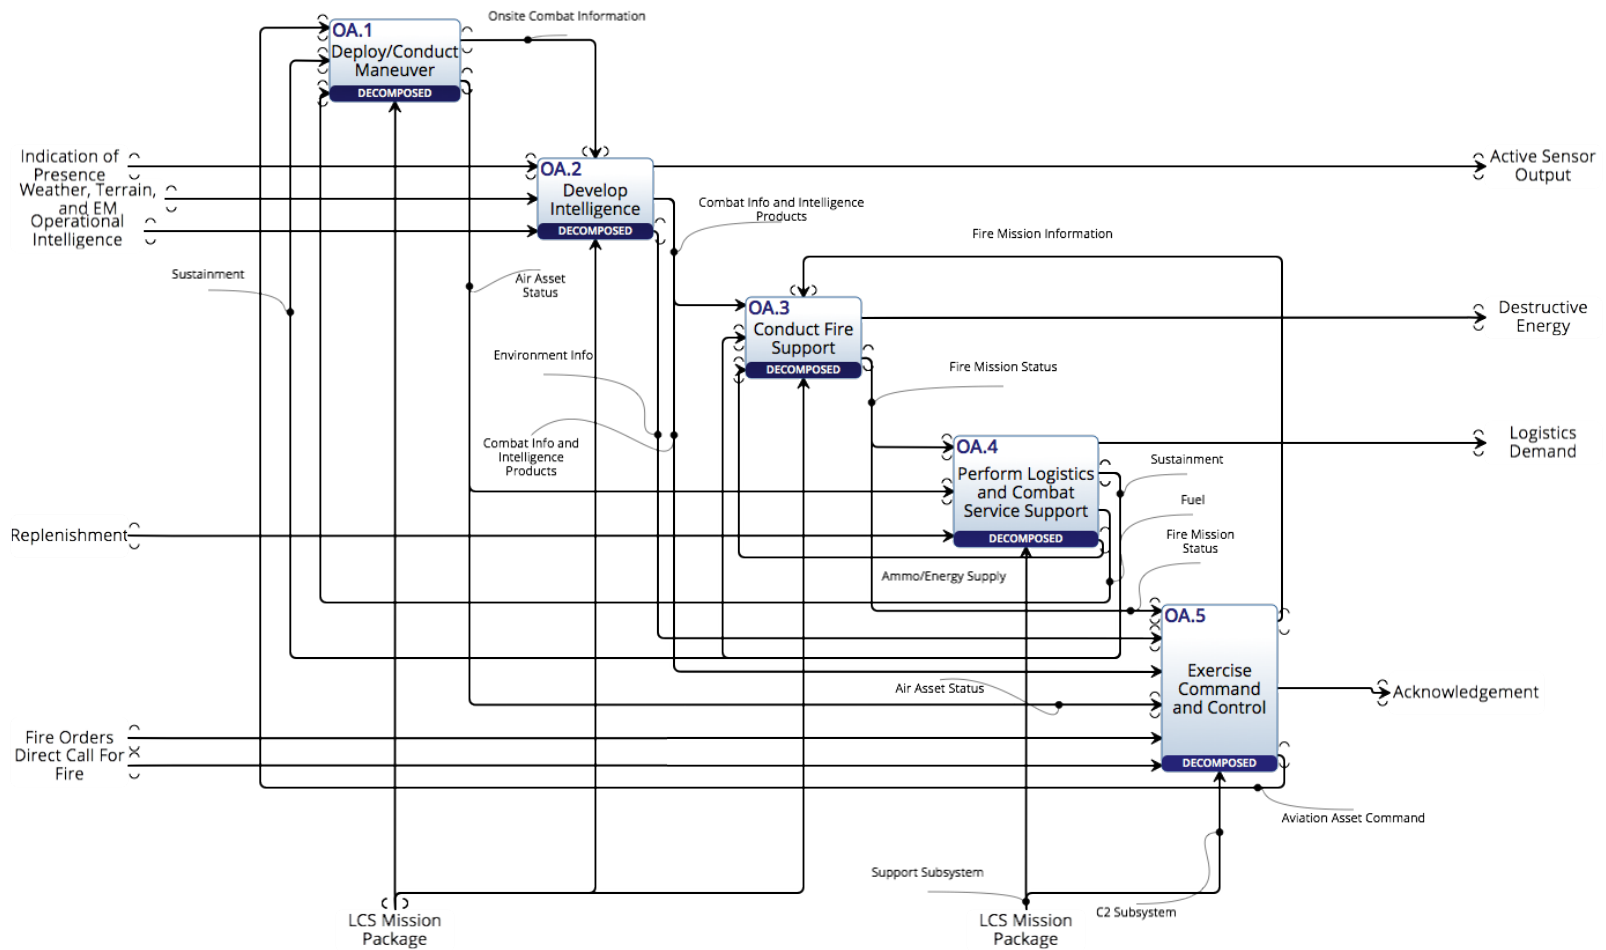 Onsite Combat Information
OA.1
Deploy/Conduct
Maneuver
DECOMPOSED
Indication of
Presence
Weather, Terrain,
and EM
Operational
Intelligence
OA.2
Develop
Intelligence
DECOMPOSED
Active Sensor
Output
Combat Info and Intelligence
Products
Fire Mission Information
Sustainment
Air Asset
Status
OA.3
Conduct Fire
Support
DECOMPOSED
Destructive
Energy
Environment Info
Fire Mission Status
Combat Info and
Intelligence
Products
OA.4
Perform Logistics
and Combat
Service Support
DECOMPOSED
Logistics
Demand
Sustainment
Fuel
Fire Mission
Status
Replenishment
Ammo/Energy Supply
OA.5
Exercise
Command
and Control
DECOMPOSED
Air Asset Status
Acknowledgement
Fire Orders
Direct Call For
Fire
Aviation Asset Command
Support Subsystem
C2 Subsystem
LCS Mission
Package
LCS Mission
Package